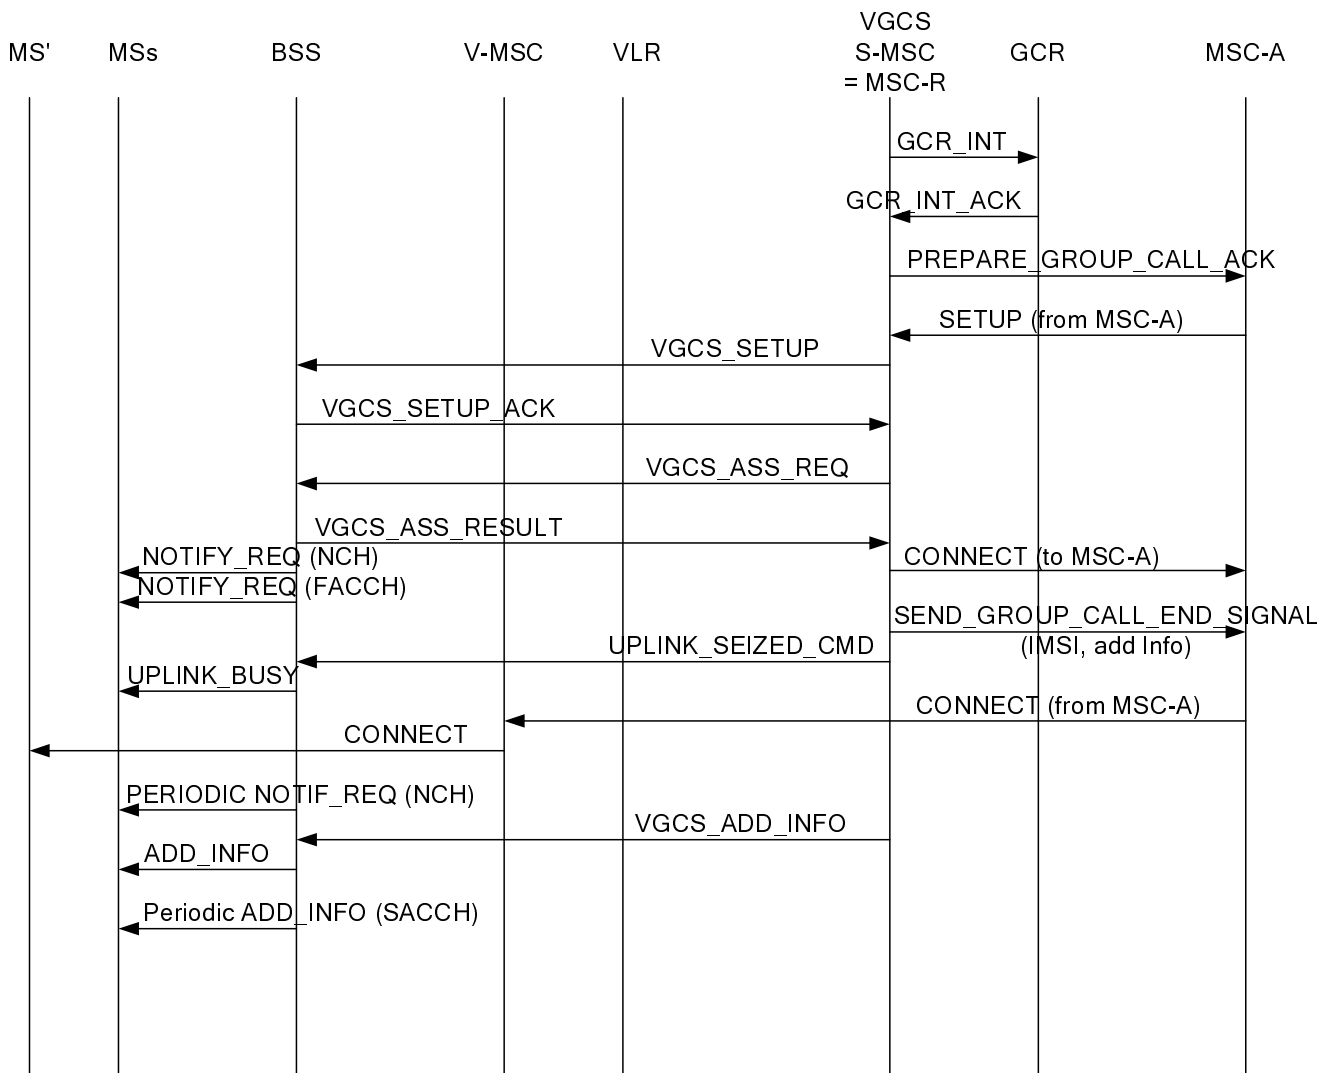 VGCS
MS' MSs BSS V-MSC VLR S-MSC GCR MSC-A
= MSC-R
GCR_INT
GCR_INT_ACK
PREPARE_GROUP_CALL_ACK
SETUP (from MSC-A)
VGCS_SETUP
VGCS_SETUP_ACK
VGCS_ASS_REQ
VGCS_ASS_RESULT
NOTIFY_REQ (NCH)
CONNECT (to MSC-A)
NOTIFY_REQ (FACCH)
SEND_GROUP_CALL_END_SIGNAL
(IMSI, add Info)
UPLINK_SEIZED_CMD
UPLINK_BUSY
CONNECT (from MSC-A)
CONNECT
PERIODIC NOTIF_REQ (NCH)
VGCS_ADD_INFO
ADD_INFO
Periodic ADD_INFO (SACCH)